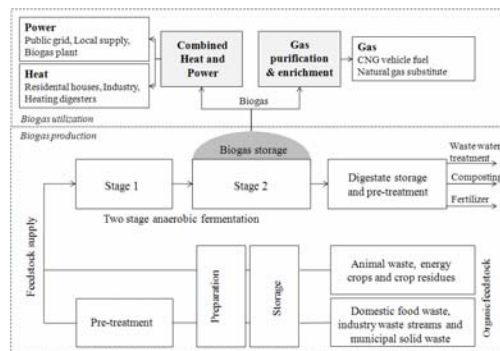 Power
Public grid, Local supply,
Biogas plant
Heat
Residental houses, Industry,
Heating digesters
Combined
Heat and
Power
Gas
purification
& enrichment
Gas
CNG vehicle fuel
Natural gas substitute
Biogas
Biogas utilization
Biogas production
Biogas storage
Stage 1
Stage 2
Digestate storage
and pre-treatment
Waste water
treatment
Composting
Fertilizer
Two stage anaerobic fermentation
Feedstock supply
Preparation
Storage
Animal waste, energy
crops and crop residues
Pre-treatment
Domestic food waste,
industry waste streams and
municipal solid waste
Organic feedstock